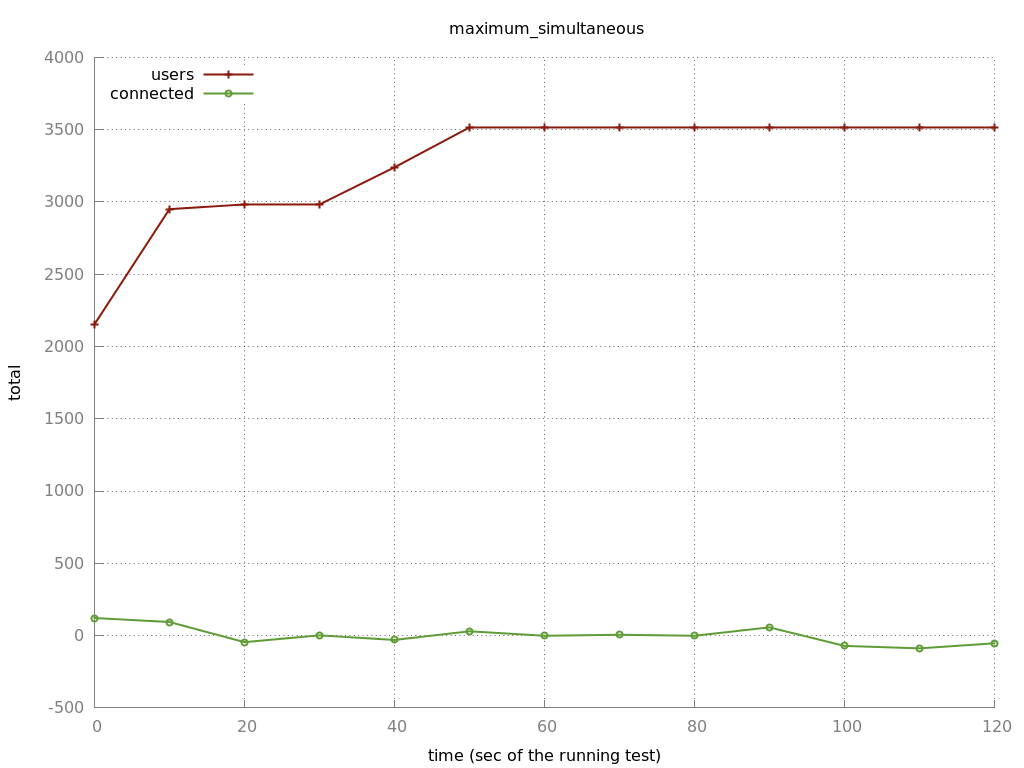 maximum_simultaneous
users
connected
4000
3500
3000
2500
2000
1500
1000
500
0
-500
total
0 20 40 60 80 100 120
time (sec of the running test)